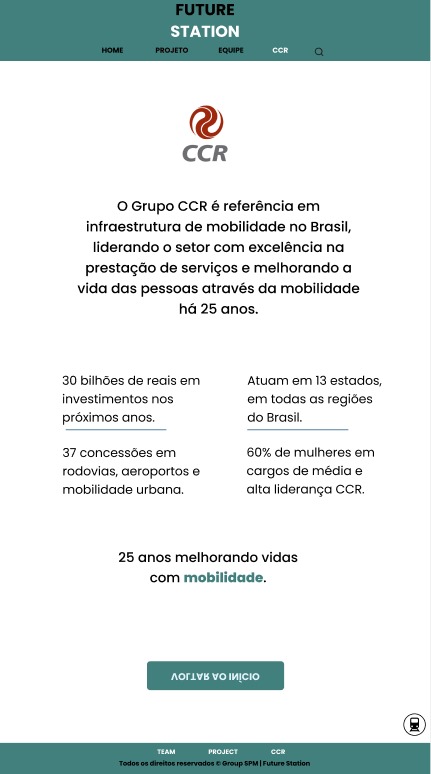 FUTURE
STATION
HOME PROJETO EQUIPE CCR
CCR
O Grupo CCR é referência em
infraestrutura de mobilidade no Brasil,
liderando o setor com excelência na
prestação de serviços e melhorando a
vida das pessoas através da mobilidade
há 25 anos.
30 bilhões de reais em
investimentos nos
próximos anos.
Atuam em 13 estados,
em todas as regiões
do Brasil.
37 concessões em
rodovias, aeroportos e
mobilidade urbana.
60% de mulheres em
cargos de média e
alta liderança CCR.
25 anos melhorando vidas
com mobilidade.
VOLTAR AO INÍCIO
TEAM PROJECT CCR
Todos os direitos reservados © Group SPM | Future Station